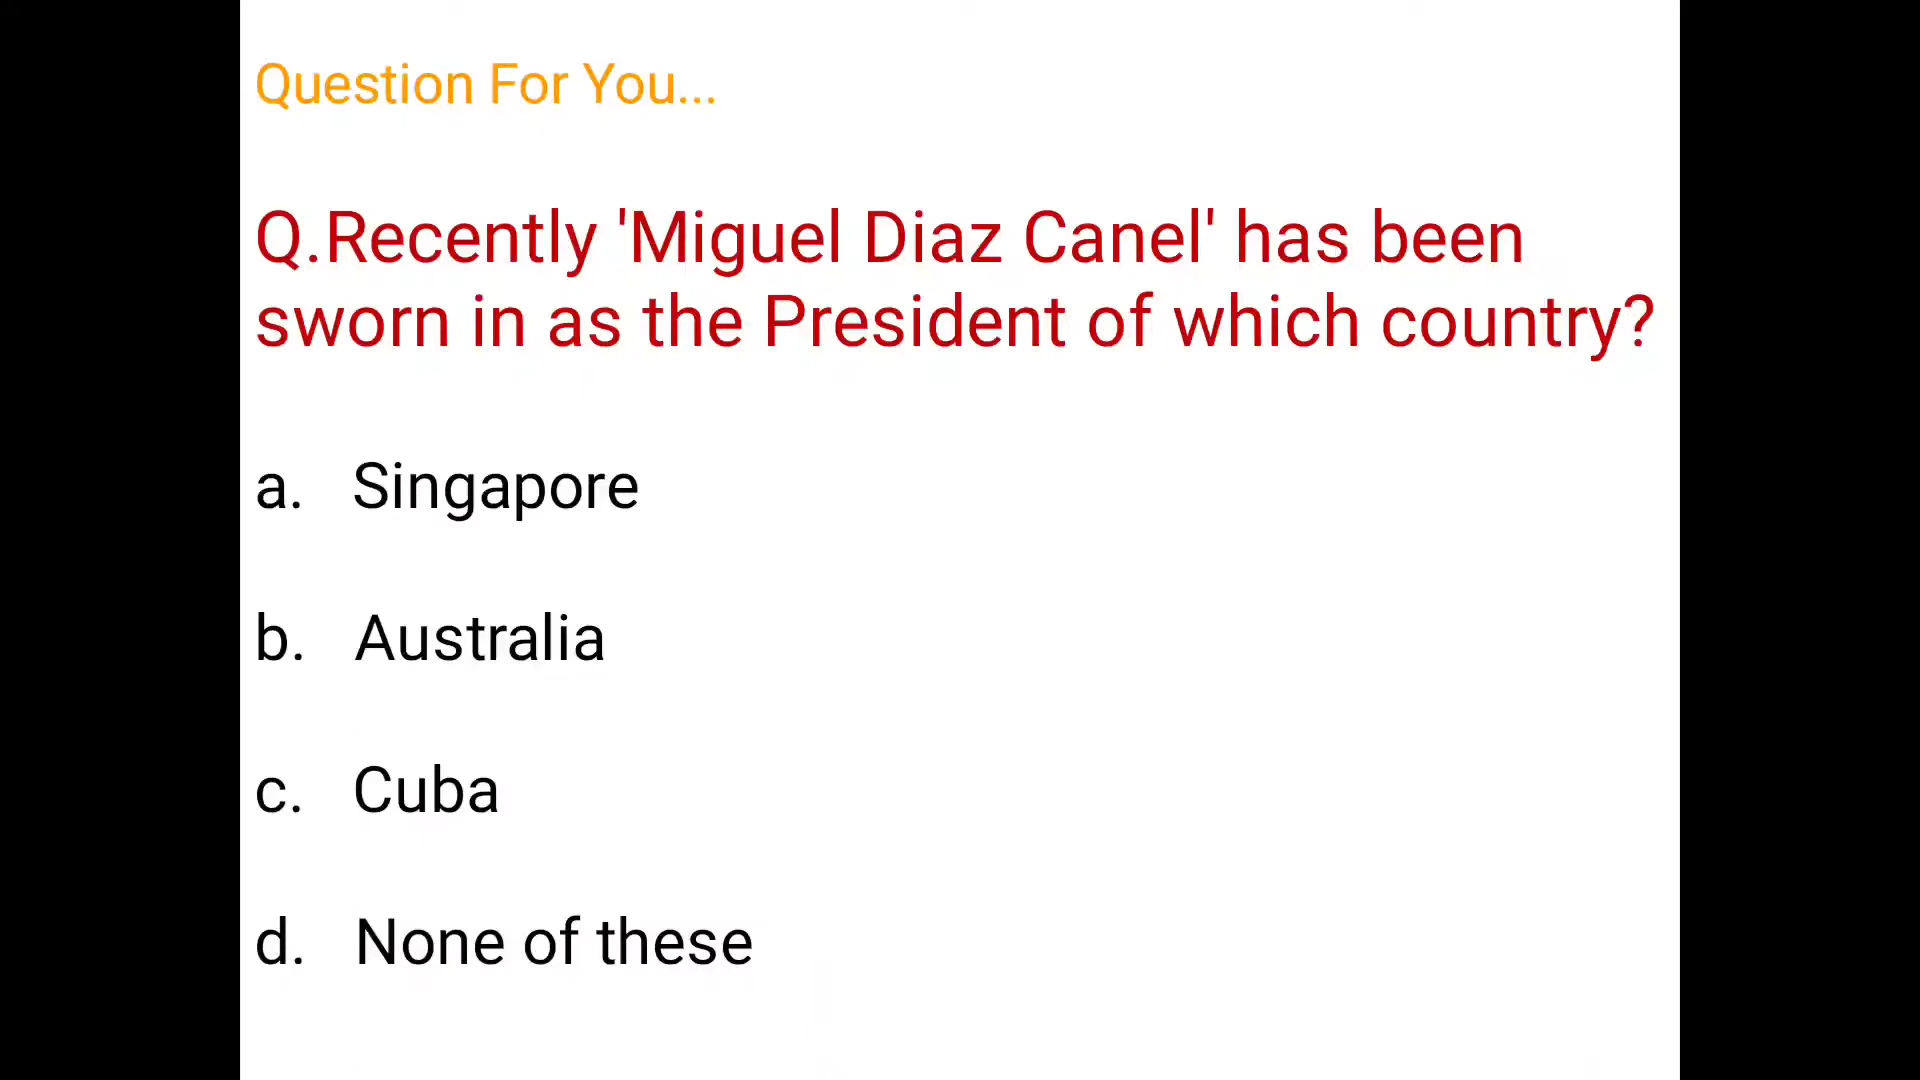 Question For You...
Q.Recently 'Miguel Diaz Canel' has been
sworn in as the President of which country?
a. Singapore
b. Australia
c. Cuba
d. None of these